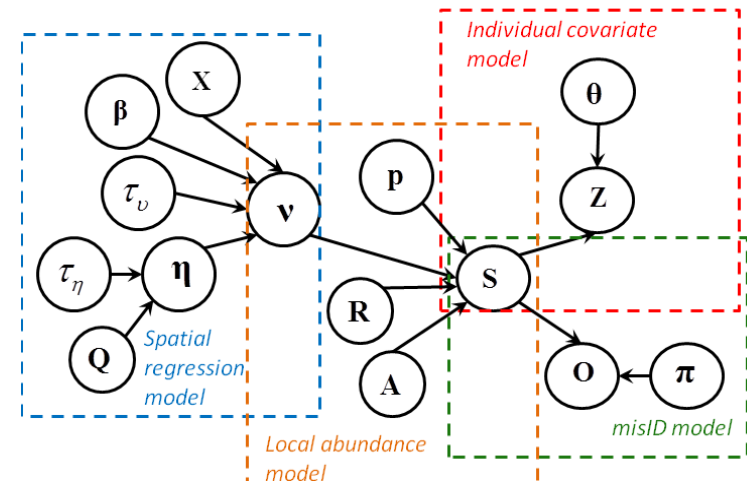 Individual covariate
model
X
β
θ
τ_υ
ν
p
Z
τ_η
η
S
R
Q
Spatial
regression
model
A
O
π
misID model
Local abundance
model